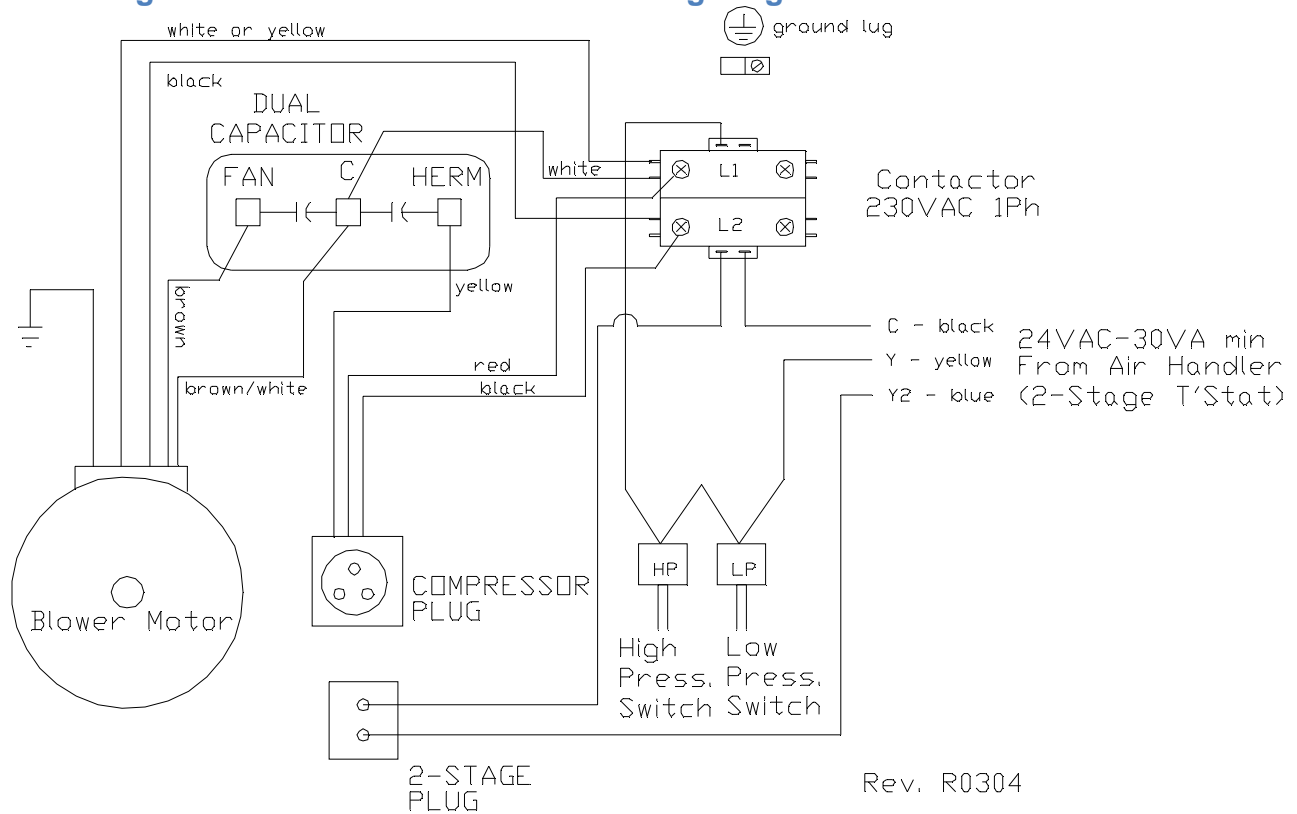 ground lug
white or yellow
black
DUAL
CAPACITOR
FAN C HERM
white
L1
L2
Contactor
230VAC 1Ph
brown
yellow
brown/white
red
black
C - black
Y - yellow
Y2 - blue
24VAC-30VA min
From Air Handler
(2-Stage T'Stat)
HP
LP
High
Press.
Switch
Low
Press.
Switch
COMPRESSOR
PLUG
Blower Motor
2-STAGE
PLUG
Rev. R0304